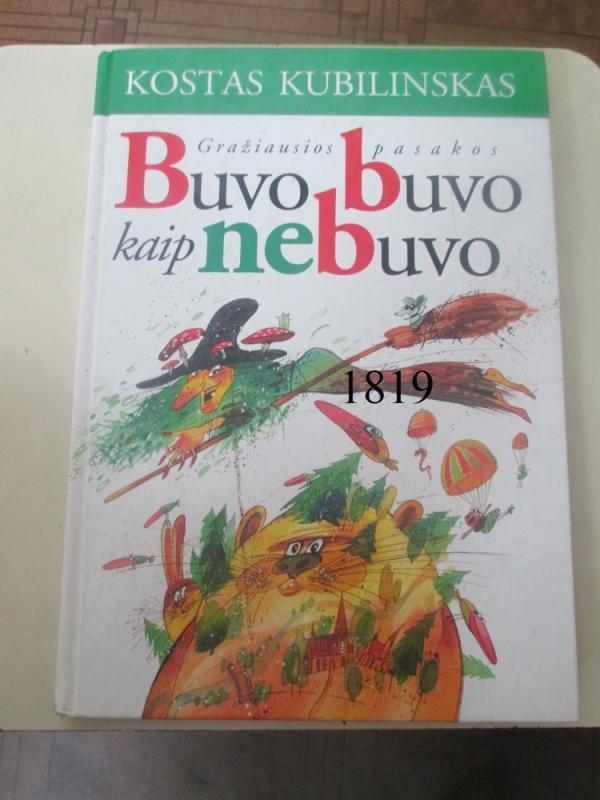 KOSTAS KUBILINSKAS
Gražiausios pasakos
Buvo buvo
kaip nebuvo
1819